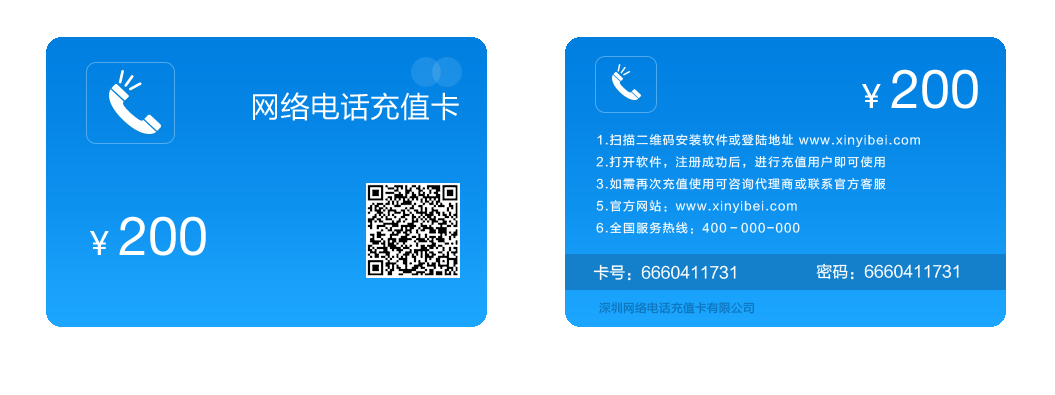 网络电话充值卡
¥ 200
¥ 200
1.扫描二维码安装软件或登陆地址 www.xinyibei.com
2.打开软件，注册成功后，进行充值用户即可使用
3.如需再次充值使用可咨询代理商或联系官方客服
5.官方网站：www.xinyibei.com
6.全国服务热线：400-000-000
卡号：6660411731 密码：6660411731
深圳网络电话充值卡有限公司